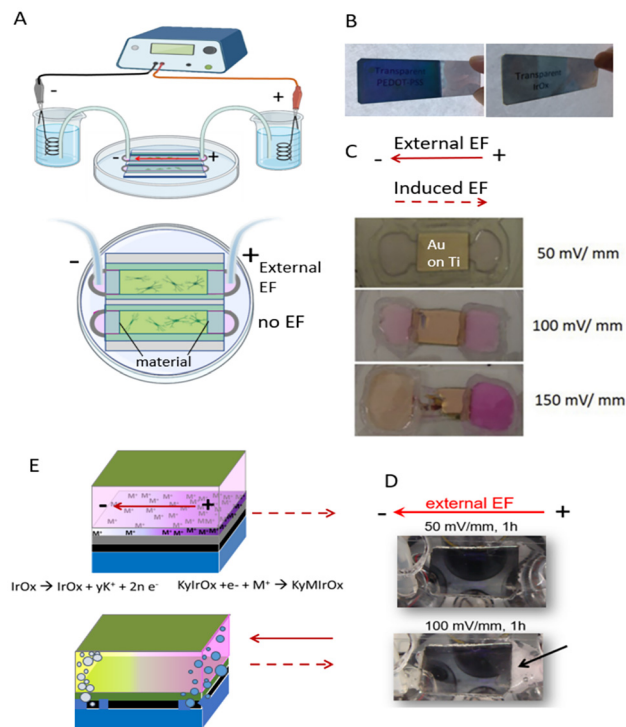 A
-
+
-
+
-
+
External
EF
no EF
material
B
Transparent
PEDOT-PSS
Transparent
IrOx
C
External EF
-
+
Induced EF
Au
on Ti
50 mV/ mm
100 mV/ mm
150 mV/ mm
E
M⁺ M⁺ M⁺
-
+
M⁺ M⁺ M⁺
IrOx → IrOx + yK⁺ + 2n e⁻
KyIrOx +e- + M⁺ → KyMIrOx
D
external EF
-
+
50 mV/mm, 1h
100 mV/mm, 1h